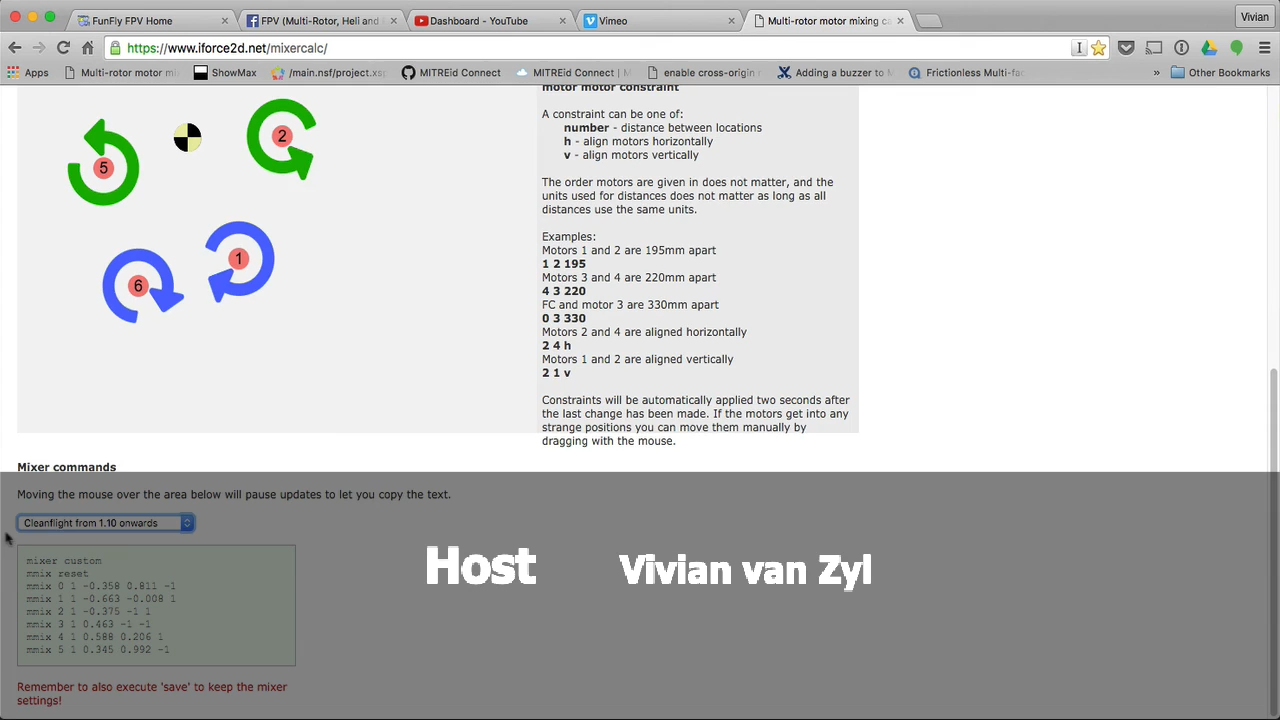 FunFly FPV Home
FPV (Multi-Rotor, Heli and
Dashboard - YouTube
Vimeo
Multi-rotor motor mixing ca
Vivian
https://www.iforce2d.net/mixercalc/
Apps
Multi-rotor motor mi
ShowMax
/main.nsf/project.xsp
MITREid Connect
MITREid Connect | M
enable cross-origin r
Adding a buzzer to M
Frictionless Multi-fac
»
Other Bookmarks
motor motor constraint
A constraint can be one of:
number - distance between locations
h - align motors horizontally
v - align motors vertically
The order motors are given in does not matter, and the
units used for distances does not matter as long as all
distances use the same units.
Examples:
Motors 1 and 2 are 195mm apart
1 2 195
Motors 3 and 4 are 220mm apart
4 3 220
FC and motor 3 are 330mm apart
0 3 330
Motors 2 and 4 are aligned horizontally
2 4 h
Motors 1 and 2 are aligned vertically
2 1 v
Constraints will be automatically applied two seconds after
the last change has been made. If the motors get into any
strange positions you can move them manually by
dragging with the mouse.
5
2
6
1
Mixer commands
Moving the mouse over the area below will pause updates to let you copy the text.
Cleanflight from 1.10 onwards
mixer custom
mmix reset
mmix 0 1 -0.358 0.811 -1
mmix 1 1 -0.663 -0.008 1
mmix 2 1 -0.375 -1 1
mmix 3 1 0.463 -1 -1
mmix 4 1 0.588 0.206 1
mmix 5 1 0.345 0.992 -1
Remember to also execute 'save' to keep the mixer
settings!
Host Vivian van Zyl